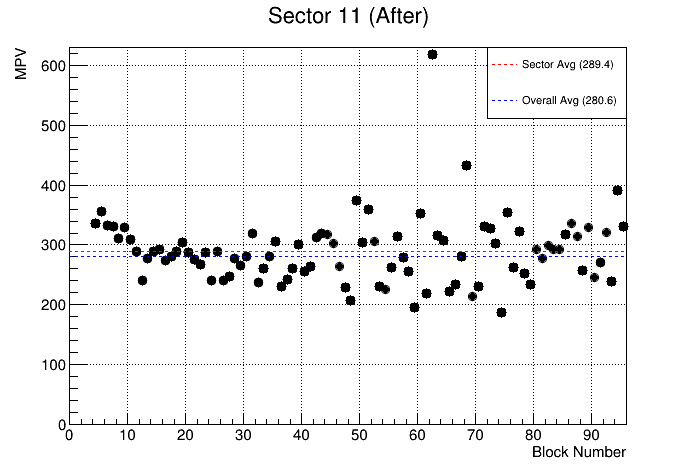 Sector 11 (After)
MPV
600
500
400
300
200
100
0
0 10 20 30 40 50 60 70 80 90
Block Number
Sector Avg (289.4)
Overall Avg (280.6)